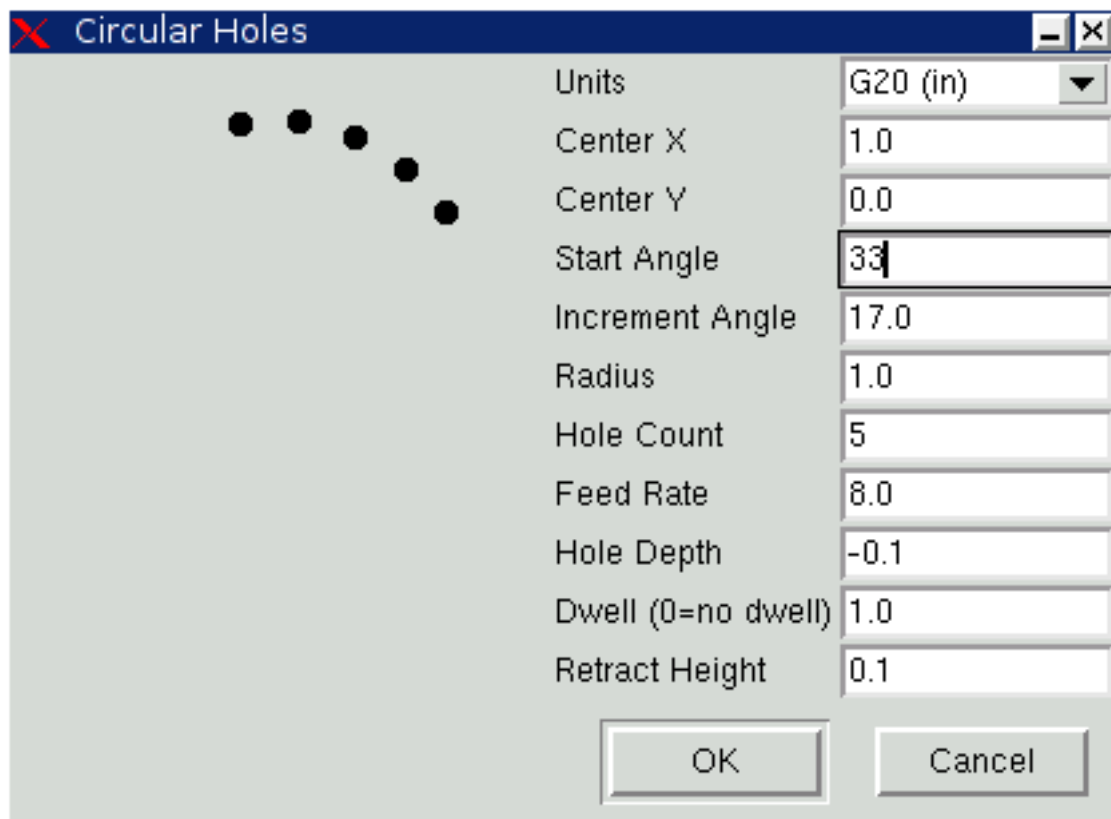 Circular Holes
Units G20 (in)
Center X 1.0
Center Y 0.0
Start Angle 33
Increment Angle 17.0
Radius 1.0
Hole Count 5
Feed Rate 8.0
Hole Depth -0.1
Dwell (0=no dwell) 1.0
Retract Height 0.1
OK Cancel